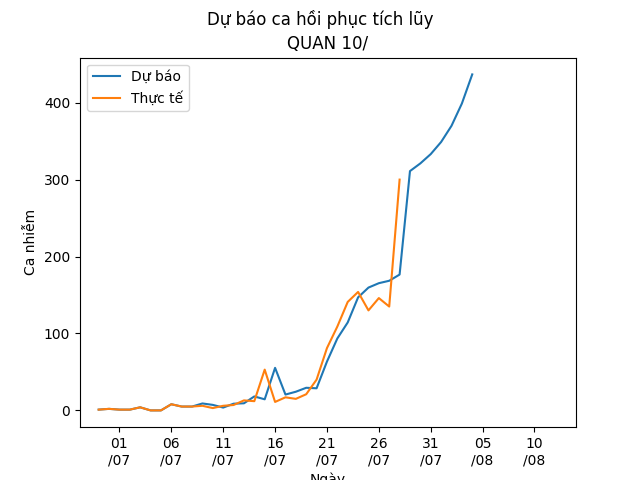 Dự báo ca hồi phục tích lũy
QUAN 10/
Dự báo
Thực tế
Ca nhiễm
400
300
200
100
0
01 06 11 16 21 26 31 05 10
/07 /07 /07 /07 /07 /07 /07 /08 /08
Ngày